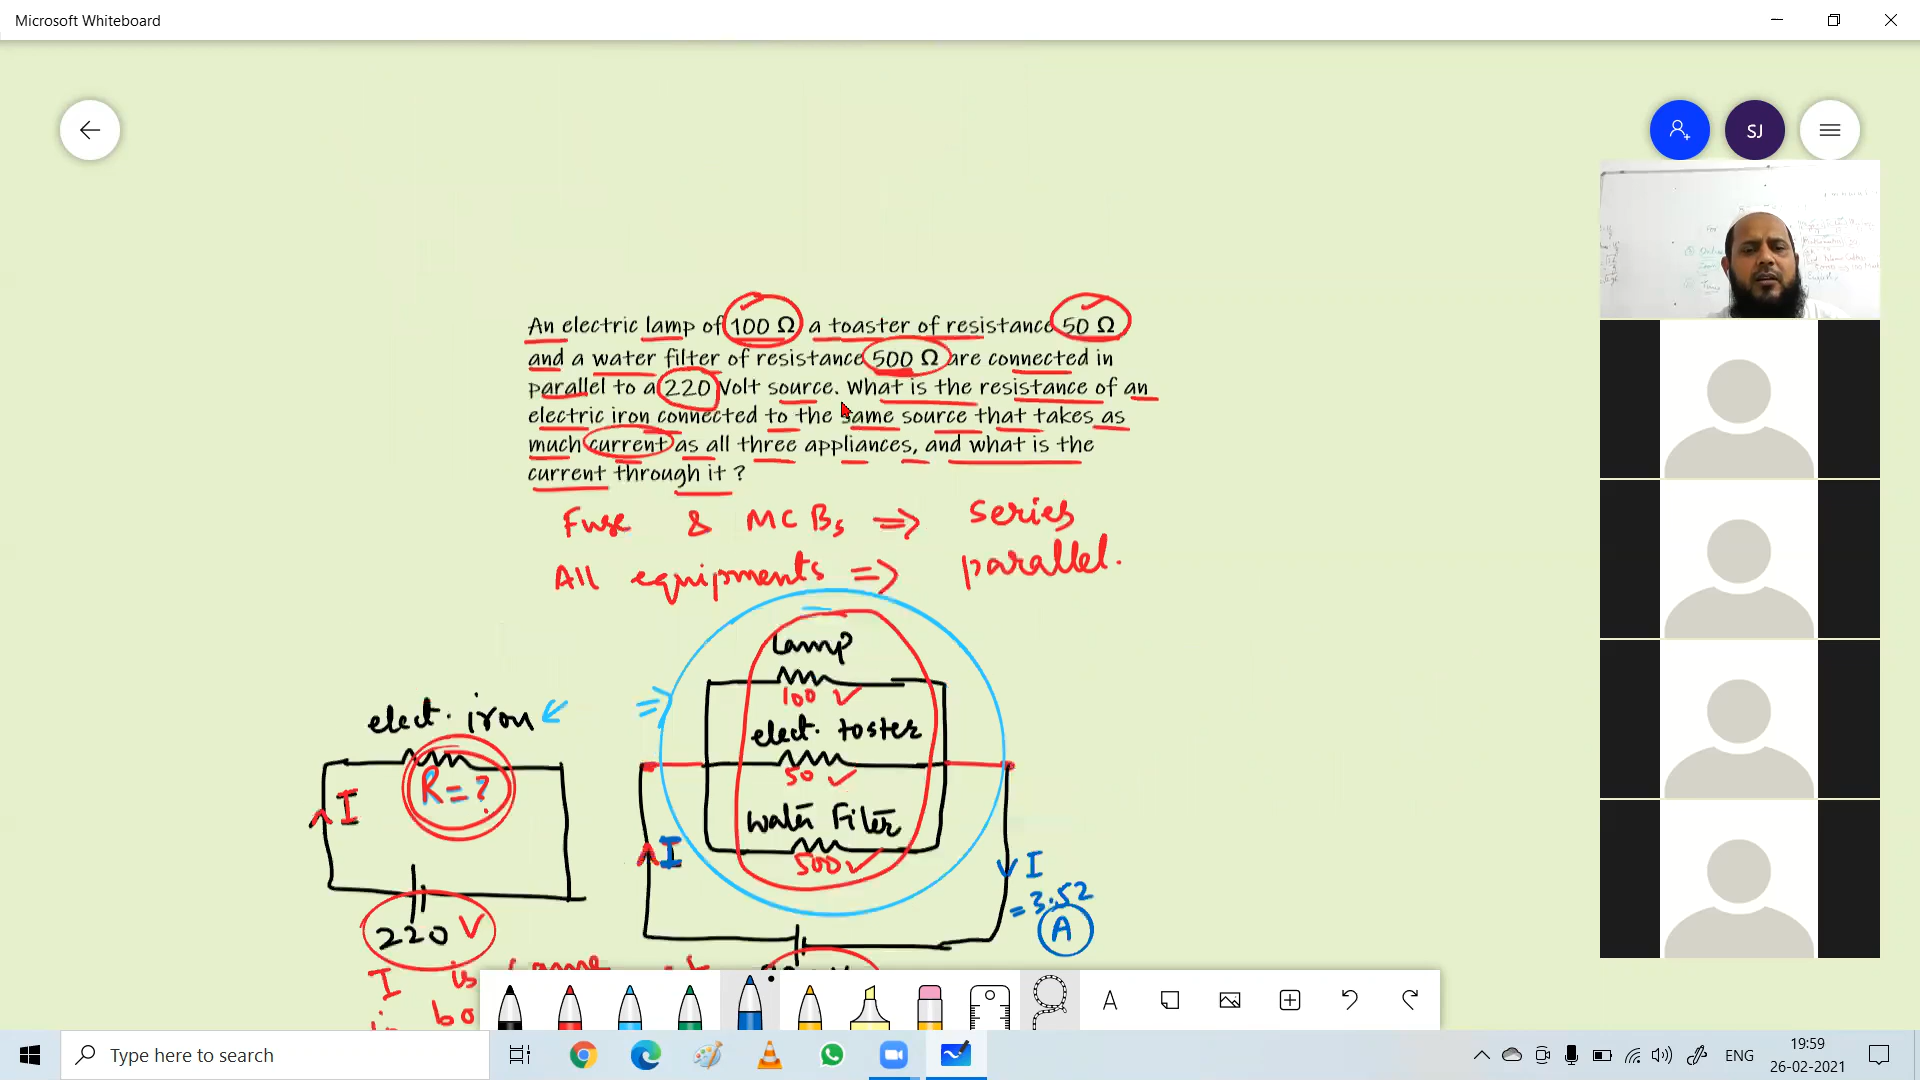 Microsoft Whiteboard
SJ
An electric lamp of 100 Ω a toaster of resistance 50 Ω
and a water filter of resistance 500 Ω are connected in
parallel to a 220 Volt source. What is the resistance of an
electric iron connected to the same source that takes as
much current as all three appliances, and what is the
current through it ?
Fuse & MCBs => series
All equipments => parallel.
=>
Lamp
100 ✓
elect. toster
50 ✓
water Filter
500 ✓
elect. iron
R = ?
I
220 V
I
I
= 3.52
A
I is same
bo
A
Type here to search
ENG
19:59
26-02-2021